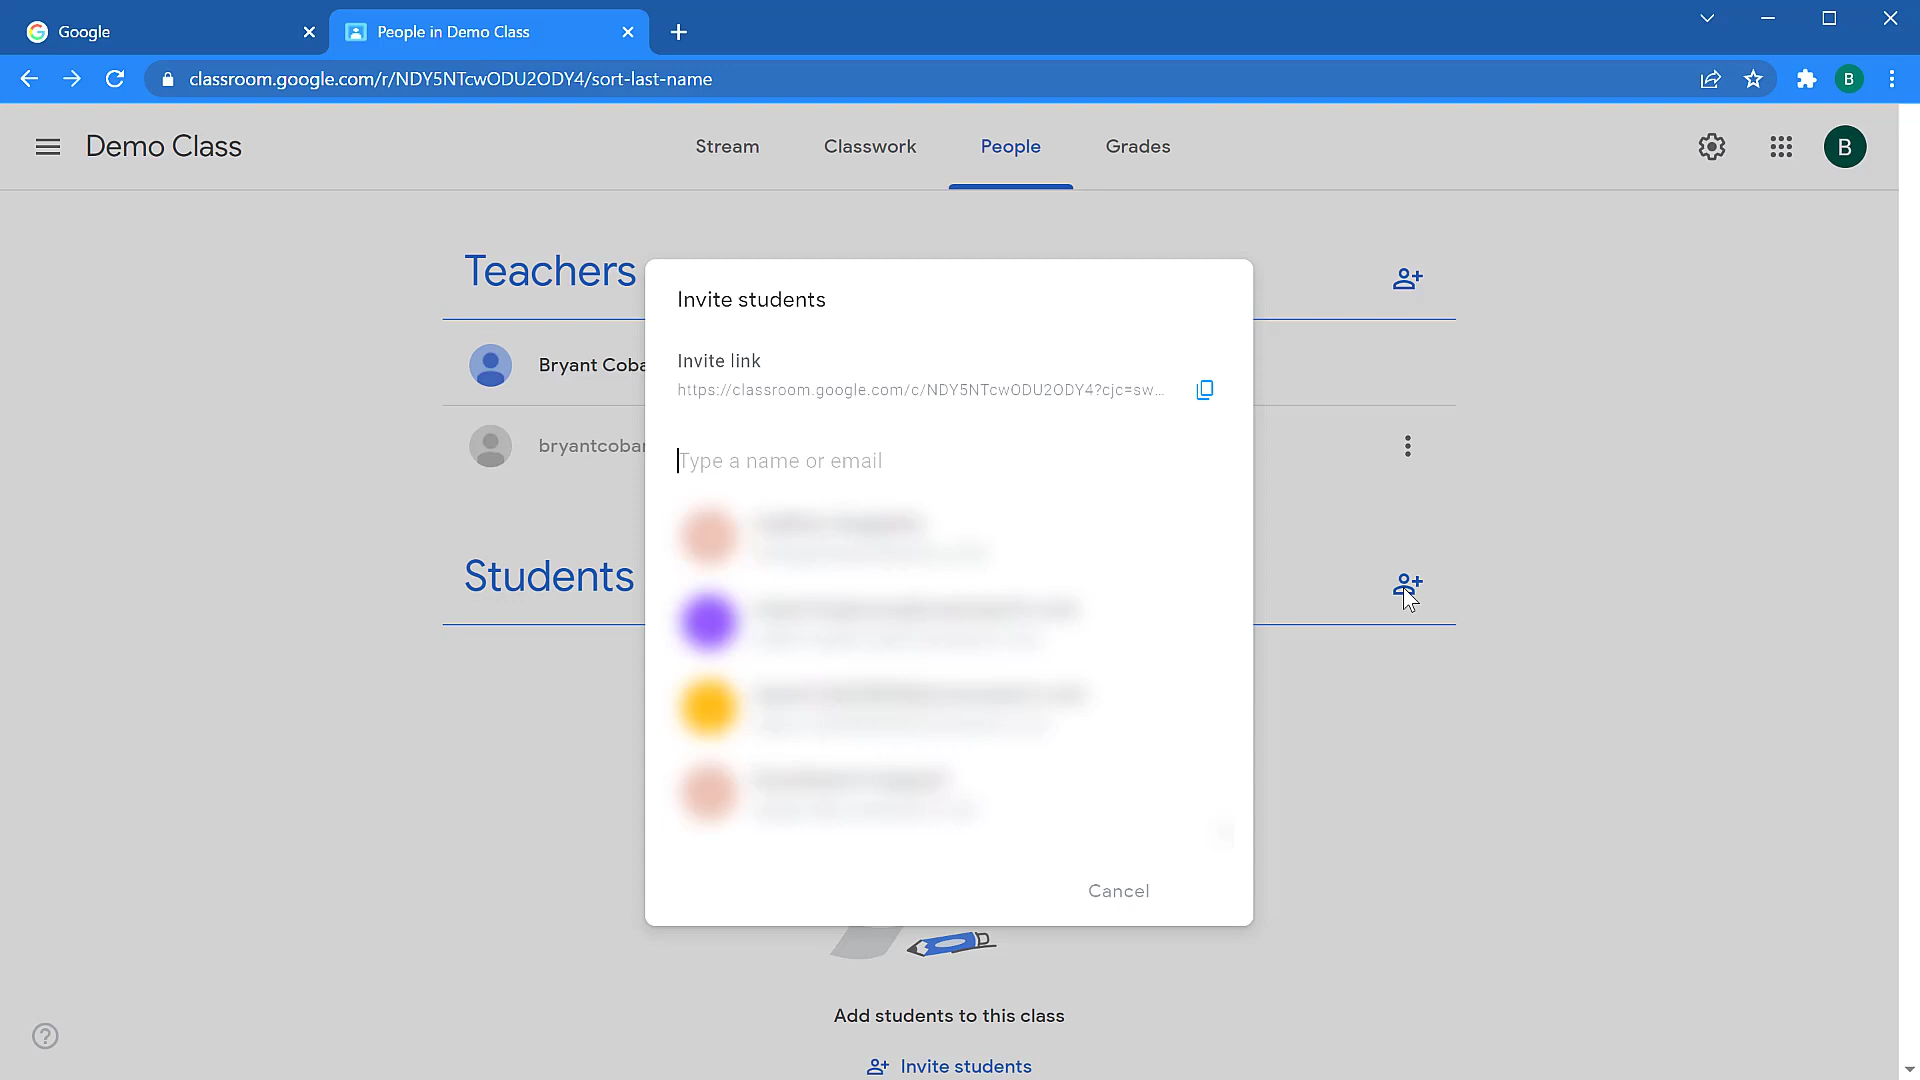 Google
People in Demo Class
classroom.google.com/r/NDY5NTcwODU2ODY4/sort-last-name
B
Demo Class
Stream
Classwork
People
Grades
B
Teachers
Bryant Coba
bryantcobar
Invite students
Invite link
https://classroom.google.com/c/NDY5NTcwODU2ODY4?cjc=sw...
Type a name or email
Students
Cancel
Add students to this class
Invite students